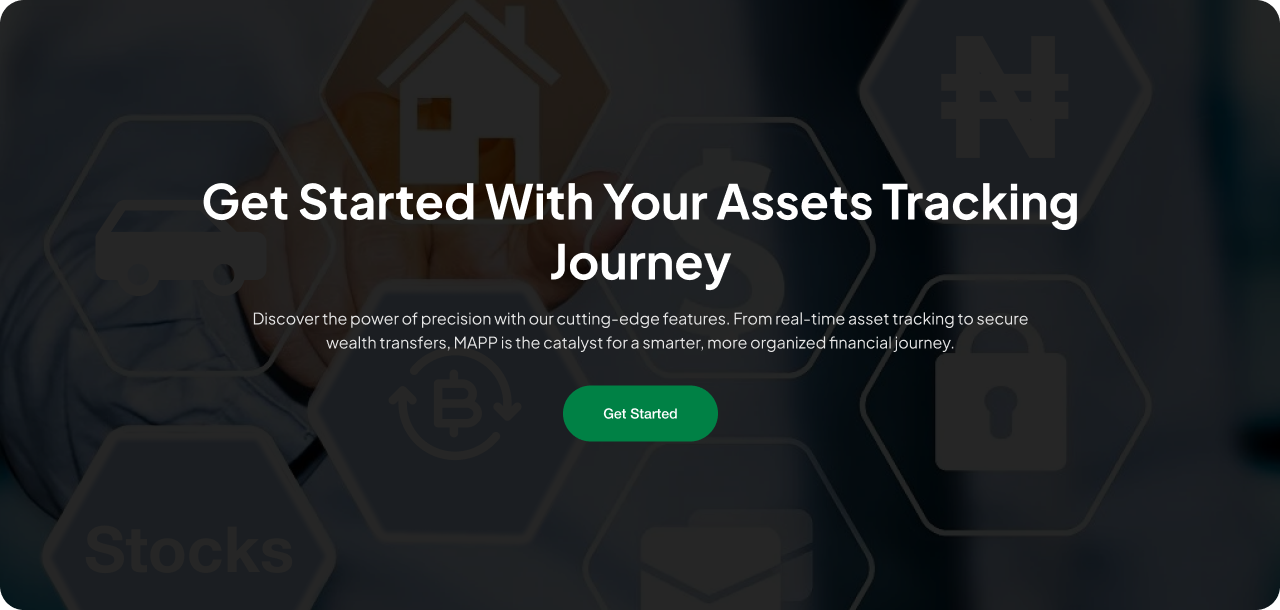 Get Started With Your Assets Tracking
Journey
Discover the power of precision with our cutting-edge features. From real-time asset tracking to secure
wealth transfers, MAPP is the catalyst for a smarter, more organized financial journey.
Get Started
Stocks